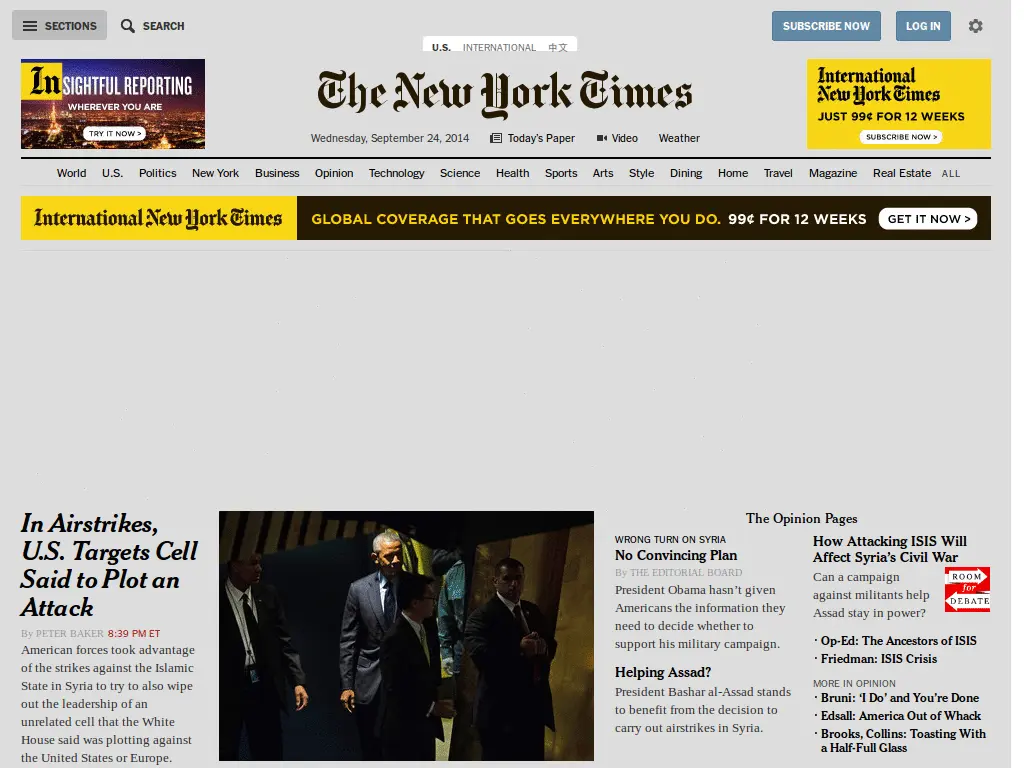 SECTIONS
SEARCH
SUBSCRIBE NOW
LOG IN
U.S. INTERNATIONAL 中文
InSIGHTFUL REPORTING
WHEREVER YOU ARE
TRY IT NOW >
The New York Times
International
New York Times
JUST 99¢ FOR 12 WEEKS
SUBSCRIBE NOW >
Wednesday, September 24, 2014 Today's Paper Video Weather
World U.S. Politics New York Business Opinion Technology Science Health Sports Arts Style Dining Home Travel Magazine Real Estate ALL
International New York Times GLOBAL COVERAGE THAT GOES EVERYWHERE YOU DO. 99¢ FOR 12 WEEKS GET IT NOW >
In Airstrikes,
U.S. Targets Cell
Said to Plot an
Attack
By PETER BAKER 8:39 PM ET
American forces took advantage
of the strikes against the Islamic
State in Syria to try to also wipe
out the leadership of an
unrelated cell that the White
House said was plotting against
the United States or Europe.
The Opinion Pages
WRONG TURN ON SYRIA
No Convincing Plan
By THE EDITORIAL BOARD
President Obama hasn't given
Americans the information they
need to decide whether to
support his military campaign.
Helping Assad?
President Bashar al-Assad stands
to benefit from the decision to
carry out airstrikes in Syria.
How Attacking ISIS Will
Affect Syria's Civil War
Can a campaign
against militants help
Assad stay in power?
ROOM
for
DEBATE
· Op-Ed: The Ancestors of ISIS
· Friedman: ISIS Crisis
MORE IN OPINION
· Bruni: 'I Do' and You're Done
· Edsall: America Out of Whack
· Brooks, Collins: Toasting With
a Half-Full Glass